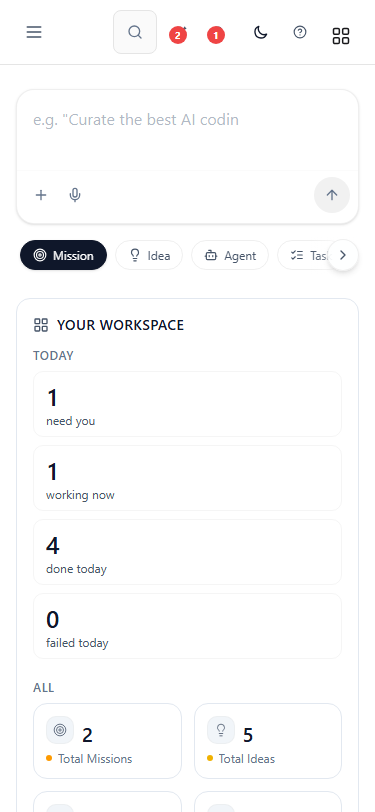 2
1
e.g. "Curate the best AI codin
Mission
Idea
Agent
YOUR WORKSPACE
TODAY
1
need you
1
working now
4
done today
0
failed today
ALL
2
Total Missions
5
Total Ideas